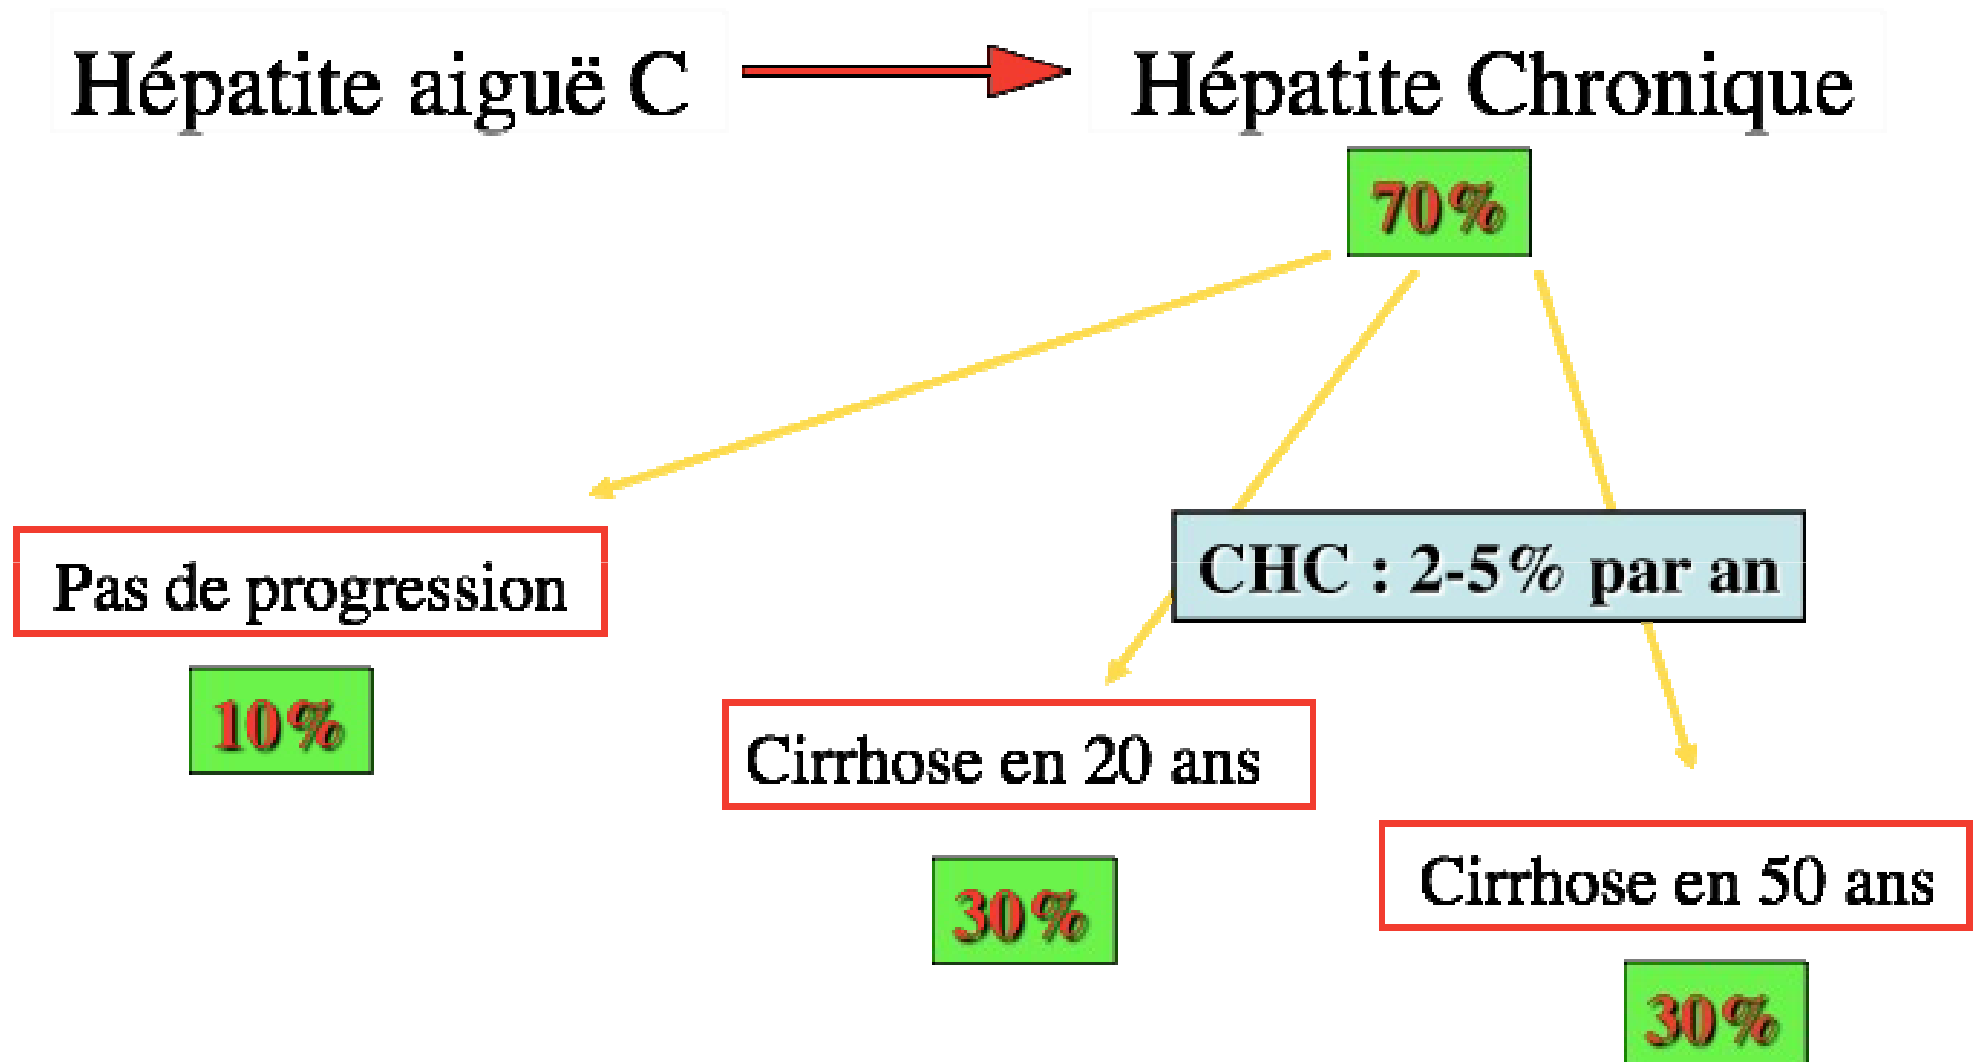 Hépatite aiguë C
Hépatite Chronique
70%
CHC : 2-5% par an
Pas de progression
10%
Cirrhose en 20 ans
30%
Cirrhose en 50 ans
30%